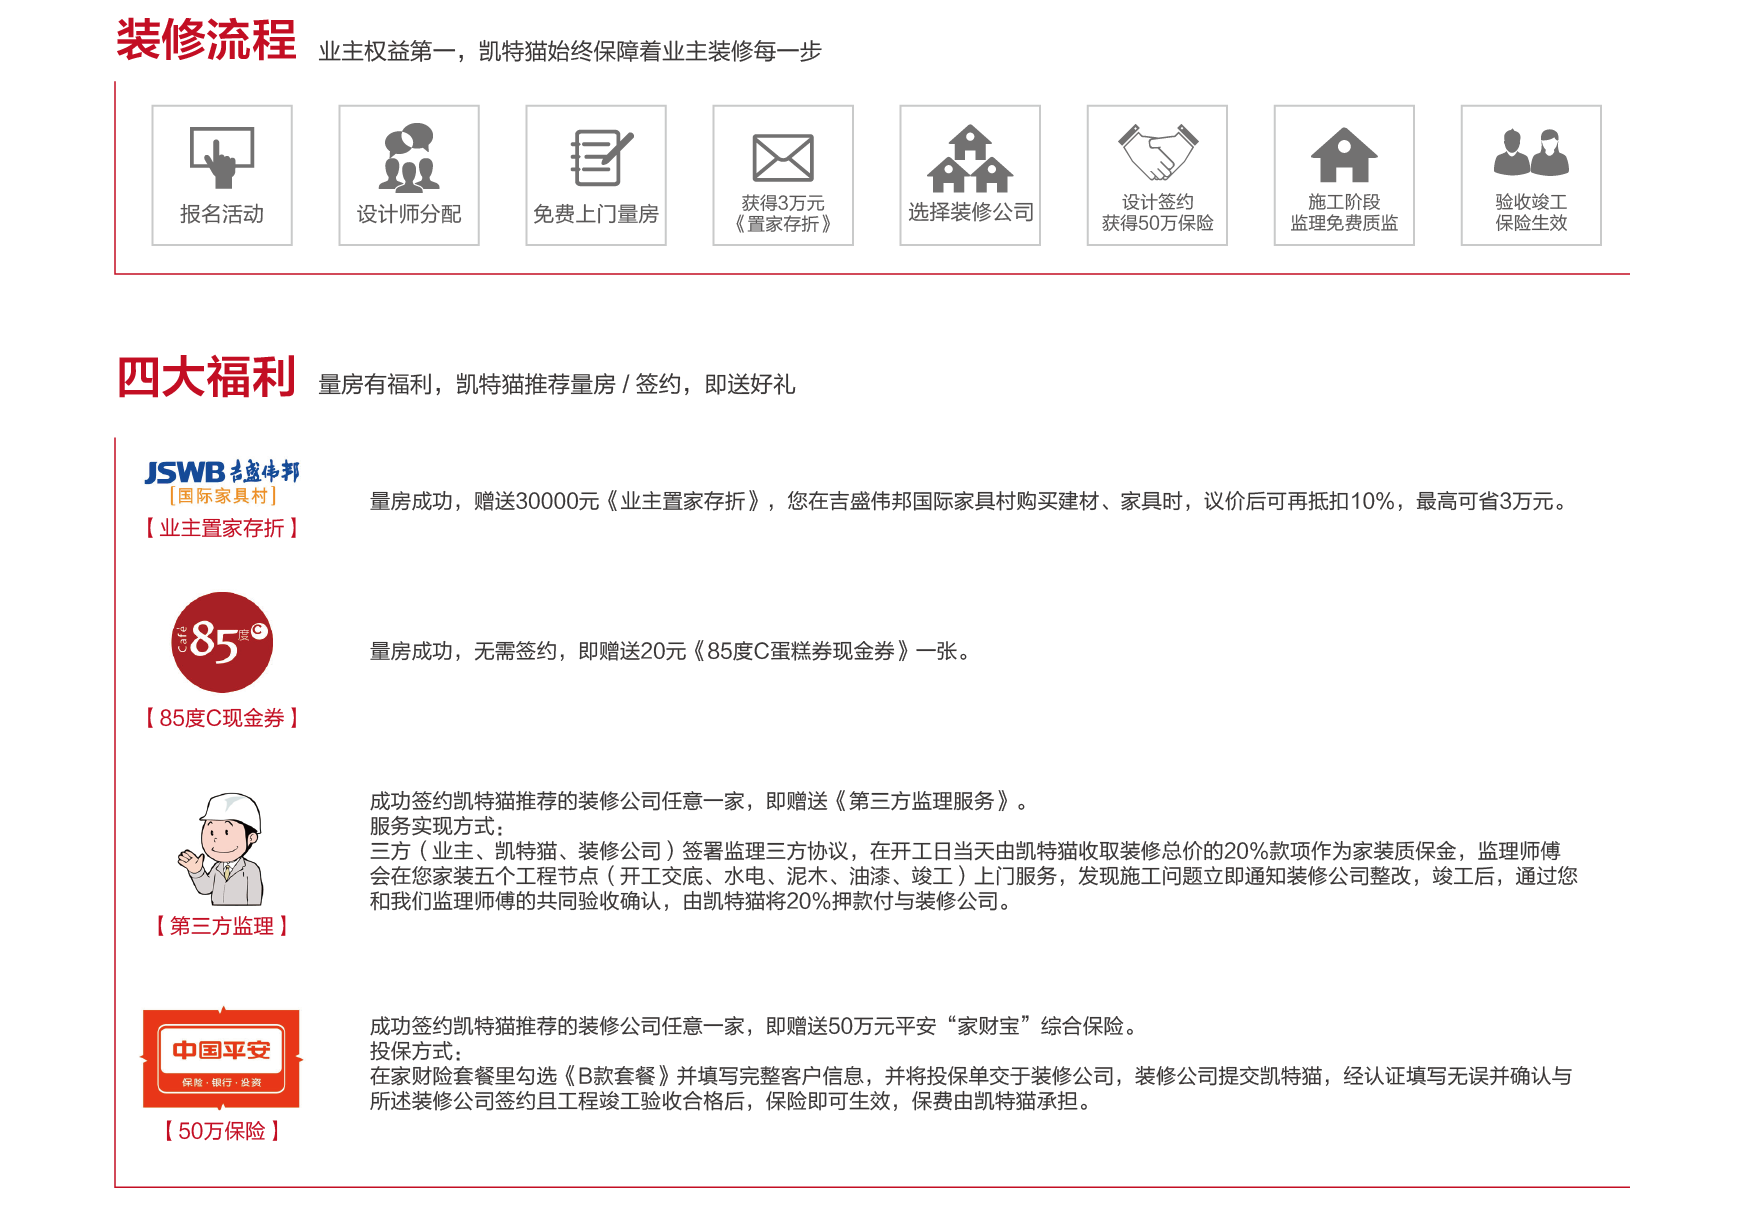 装修流程 业主权益第一，凯特猫始终保障着业主装修每一步
报名活动
设计师分配
免费上门量房
获得3万元
《置家存折》
选择装修公司
设计签约
获得50万保险
施工阶段
监理免费质监
验收竣工
保险生效
四大福利 量房有福利，凯特猫推荐量房 / 签约，即送好礼
JSWB 吉盛伟邦
[国际家具村]
【业主置家存折】
量房成功，赠送30000元《业主置家存折》，您在吉盛伟邦国际家具村购买建材、家具时，议价后可再抵扣10%，最高可省3万元。
Café 85度C
【85度C现金券】
量房成功，无需签约，即赠送20元《85度C蛋糕券现金券》一张。
【第三方监理】
成功签约凯特猫推荐的装修公司任意一家，即赠送《第三方监理服务》。
服务实现方式：
三方（业主、凯特猫、装修公司）签署监理三方协议，在开工日当天由凯特猫收取装修总价的20%款项作为家装质保金，监理师傅
会在您家装五个工程节点（开工交底、水电、泥木、油漆、竣工）上门服务，发现施工问题立即通知装修公司整改，竣工后，通过您
和我们监理师傅的共同验收确认，由凯特猫将20%押款付与装修公司。
中国平安
保险·银行·投资
【50万保险】
成功签约凯特猫推荐的装修公司任意一家，即赠送50万元平安“家财宝”综合保险。
投保方式：
在家财险套餐里勾选《B款套餐》并填写完整客户信息，并将投保单交于装修公司，装修公司提交凯特猫，经认证填写无误并确认与
所述装修公司签约且工程竣工验收合格后，保险即可生效，保费由凯特猫承担。